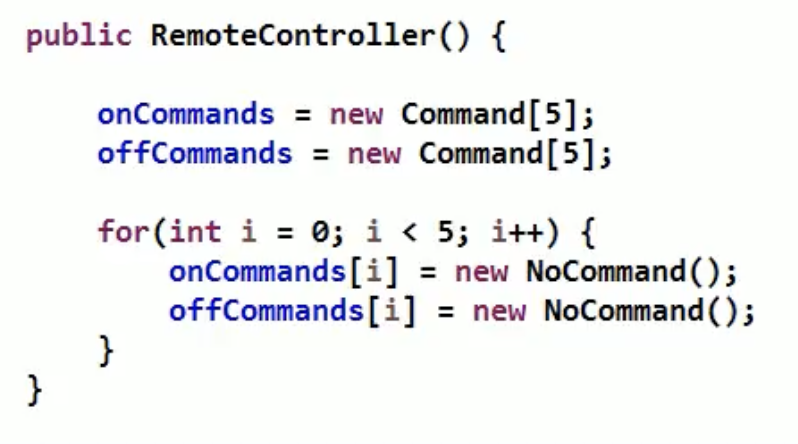 public RemoteController() {
onCommands = new Command[5];
offCommands = new Command[5];
for(int i = 0; i < 5; i++) {
onCommands[i] = new NoCommand();
offCommands[i] = new NoCommand();
}
}